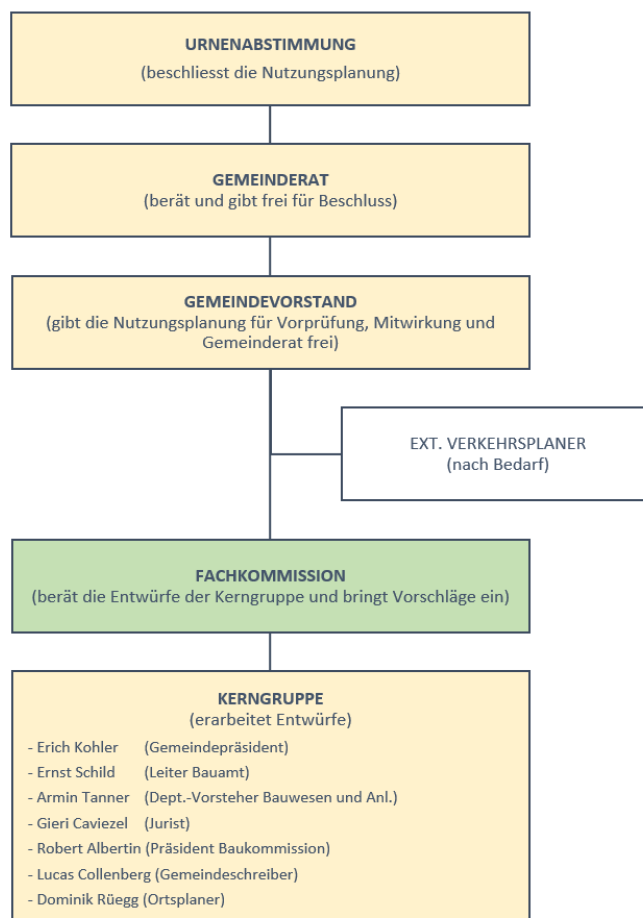 URNENABSTIMMUNG
(beschliesst die Nutzungsplanung)
GEMEINDERAT
(berät und gibt frei für Beschluss)
GEMEINDEVORSTAND
(gibt die Nutzungsplanung für Vorprüfung, Mitwirkung und
Gemeinderat frei)
EXT. VERKEHRSPLANER
(nach Bedarf)
FACHKOMMISSION
(berät die Entwürfe der Kerngruppe und bringt Vorschläge ein)
KERNGRUPPE
(erarbeitet Entwürfe)
- Erich Kohler (Gemeindepräsident)
- Ernst Schild (Leiter Bauamt)
- Armin Tanner (Dept.-Vorsteher Bauwesen und Anl.)
- Gieri Caviezel (Jurist)
- Robert Albertin (Präsident Baukommission)
- Lucas Collenberg (Gemeindeschreiber)
- Dominik Rüegg (Ortsplaner)